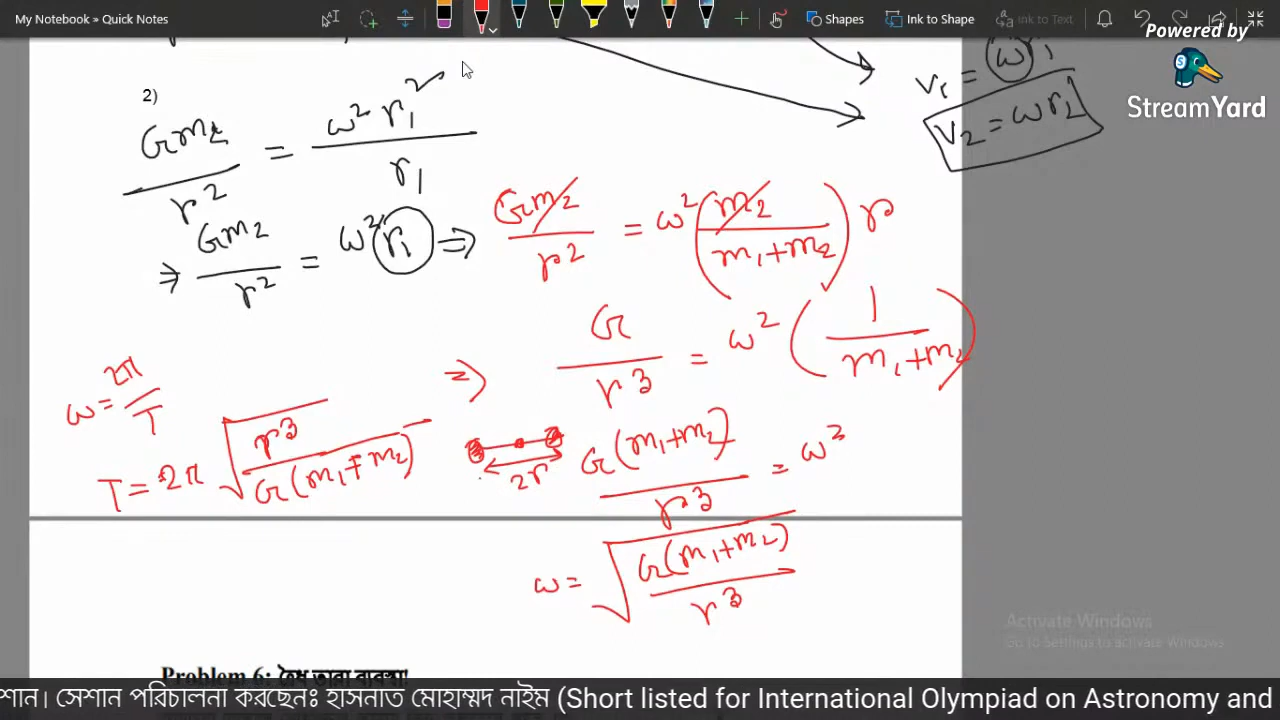 My Notebook » Quick Notes
Shapes
Ink to Shape
Ink to Text
Powered by
StreamYard
v₁ = ωr₁
v₂ = ωr₂
2)
Gm₂/r² = ω²r₁²/r₁
⇒ Gm₂/r² = ω²r₁ ⇒ Gm₂/r² = ω²(m₂/(m₁+m₂))r
⇒ G/r³ = ω²(1/(m₁+m₂))
ω = 2π/T
T = 2π√(r³/(G(m₁+m₂)))
2r
G(m₁+m₂)/r³ = ω²
ω = √(G(m₁+m₂)/r³)
Activate Windows
Go to Settings to activate Windows.
Problem 6: দ্বৈত তারা ব্যবস্থা!
শান। সেশান পরিচালনা করছেনঃ হাসনাত মোহাম্মদ নাইম (Short listed for International Olympiad on Astronomy and